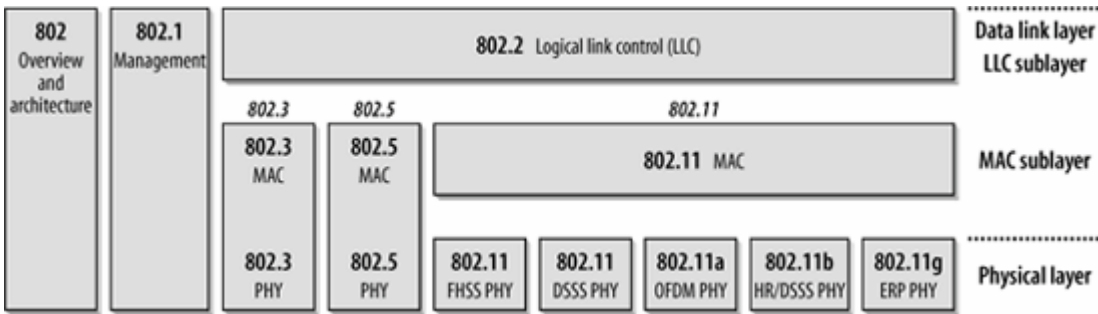 802
Overview
and
architecture
802.1
Management
802.2 Logical link control (LLC)
Data link layer
LLC sublayer
802.3
802.5
802.11
802.3
MAC
802.5
MAC
802.11 MAC
MAC sublayer
802.3
PHY
802.5
PHY
802.11
FHSS PHY
802.11
DSSS PHY
802.11a
OFDM PHY
802.11b
HR/DSSS PHY
802.11g
ERP PHY
Physical layer